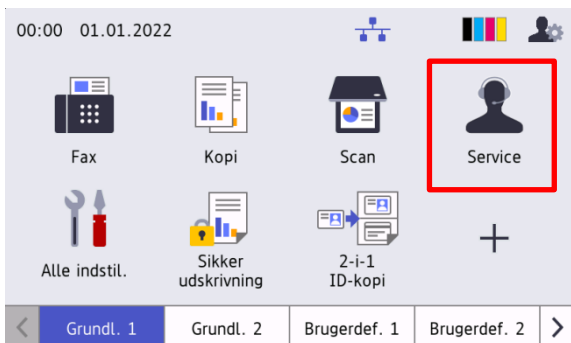 00:00 01.01.2022
Fax
Kopi
Scan
Service
Alle indstil.
Sikker
udskrivning
2-i-1
ID-kopi
Grundl. 1
Grundl. 2
Brugerdef. 1
Brugerdef. 2